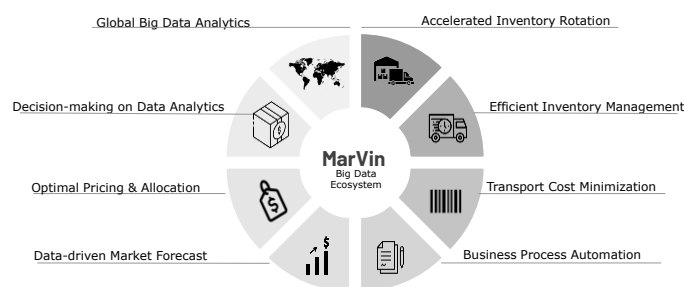 Global Big Data Analytics
Accelerated Inventory Rotation
Decision-making on Data Analytics
Efficient Inventory Management
MarVin
Big Data
Ecosystem
Optimal Pricing & Allocation
Transport Cost Minimization
Data-driven Market Forecast
Business Process Automation
$
$
$